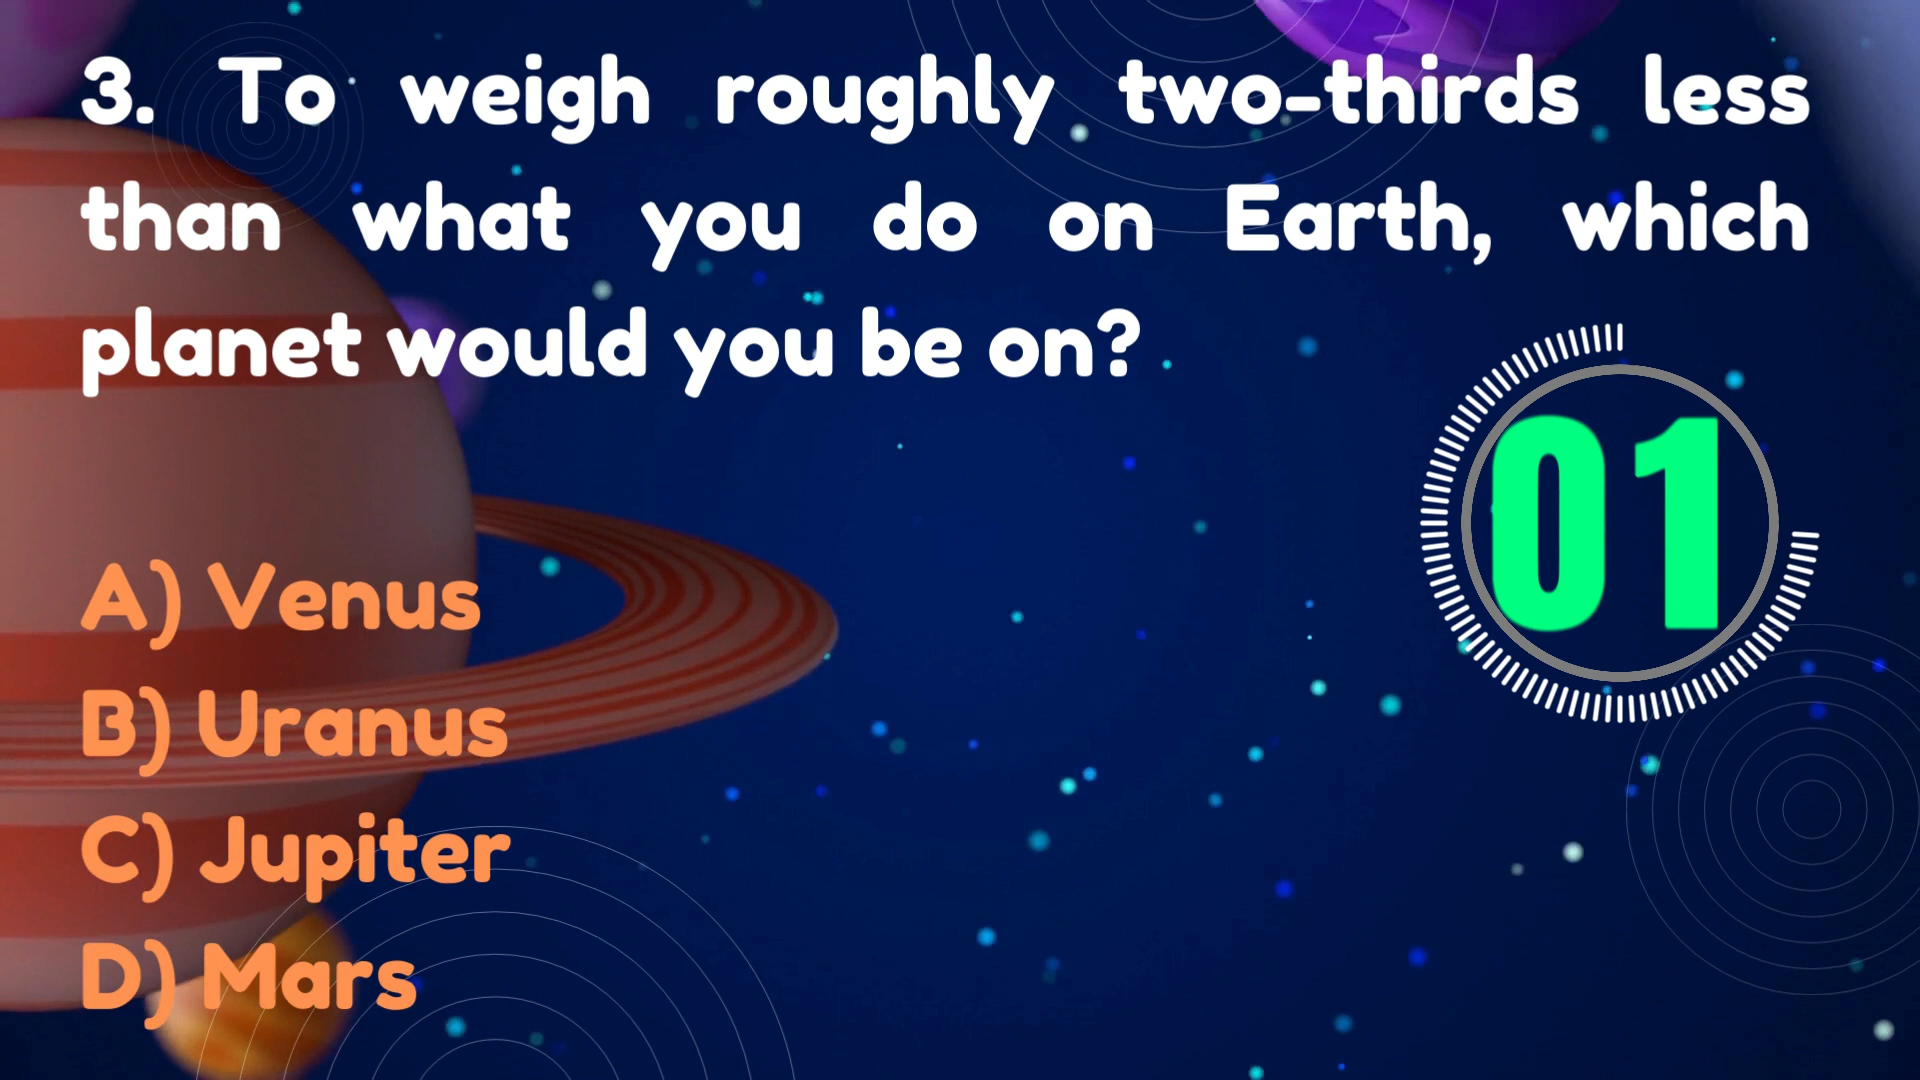 3. To weigh roughly two-thirds less
than what you do on Earth, which
planet would you be on?
01
A) Venus
B) Uranus
C) Jupiter
D) Mars